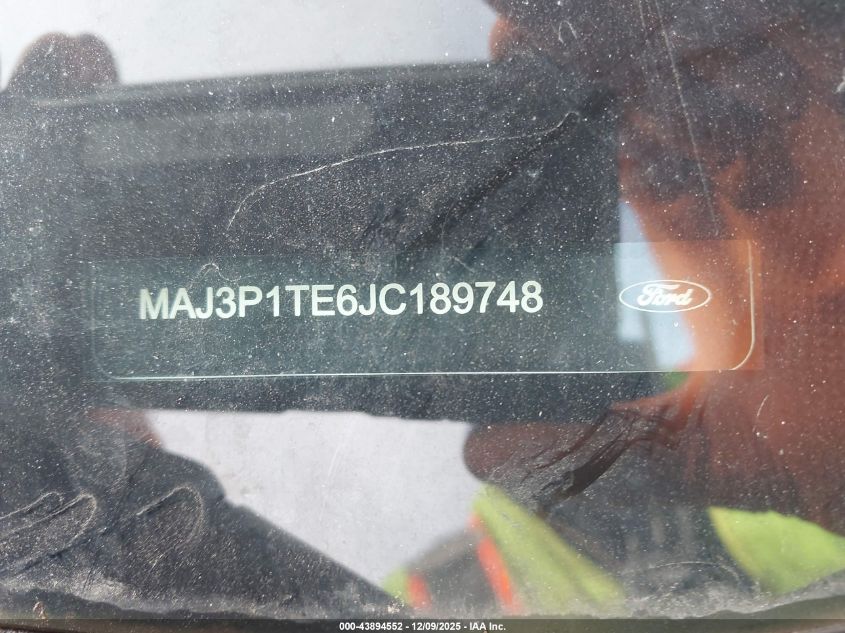 MAJ3P1TE6JC189748 Ford
000-43894552 / 12/09/2025 - IAA Inc.